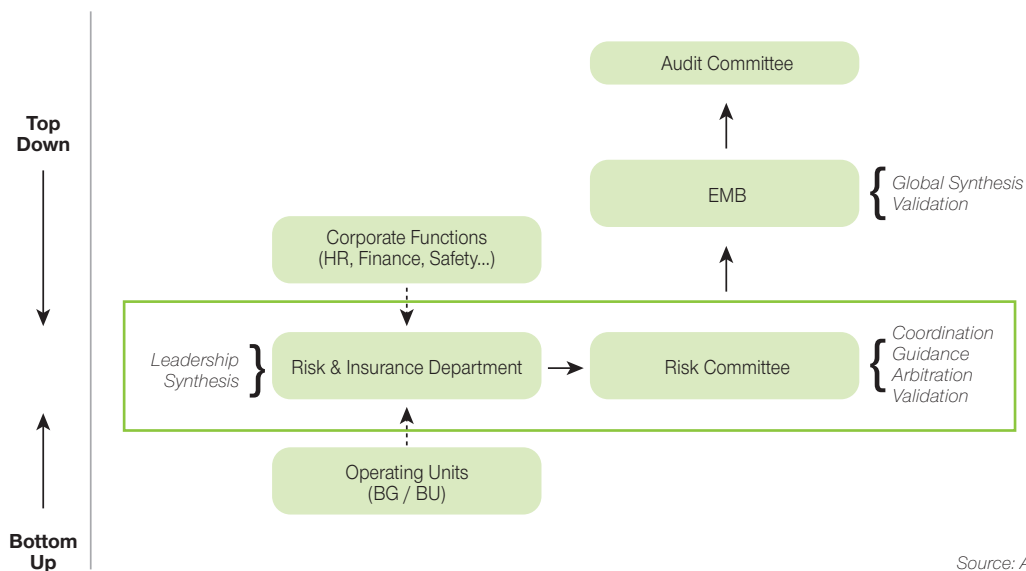 Top
Down
Audit Committee
EMB
Global Synthesis
Validation
Corporate Functions
(HR, Finance, Safety...)
Leadership
Synthesis
Risk & Insurance Department
Risk Committee
Coordination
Guidance
Arbitration
Validation
Operating Units
(BG / BU)
Bottom
Up
Source: A